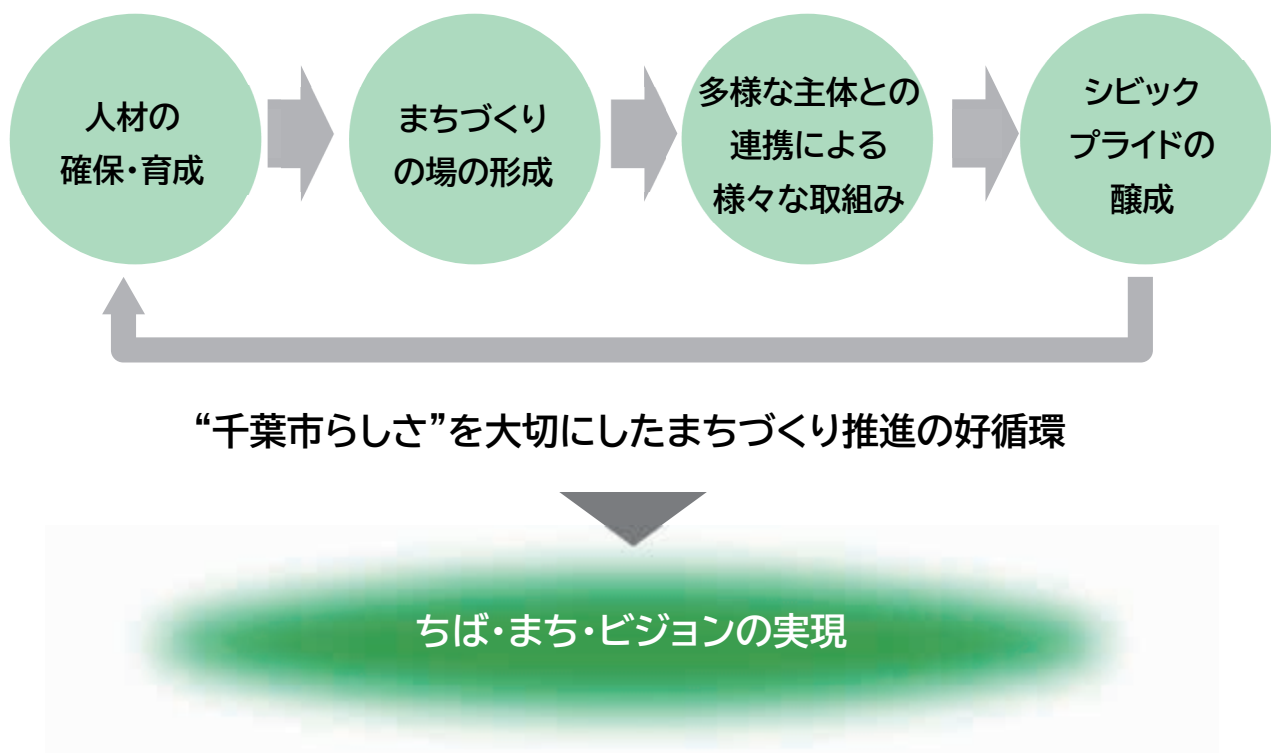 人材の
確保・育成
まちづくり
の場の形成
多様な主体との
連携による
様々な取組み
シビック
プライドの
醸成
“千葉市らしさ”を大切にしたまちづくり推進の好循環
ちば・まち・ビジョンの実現